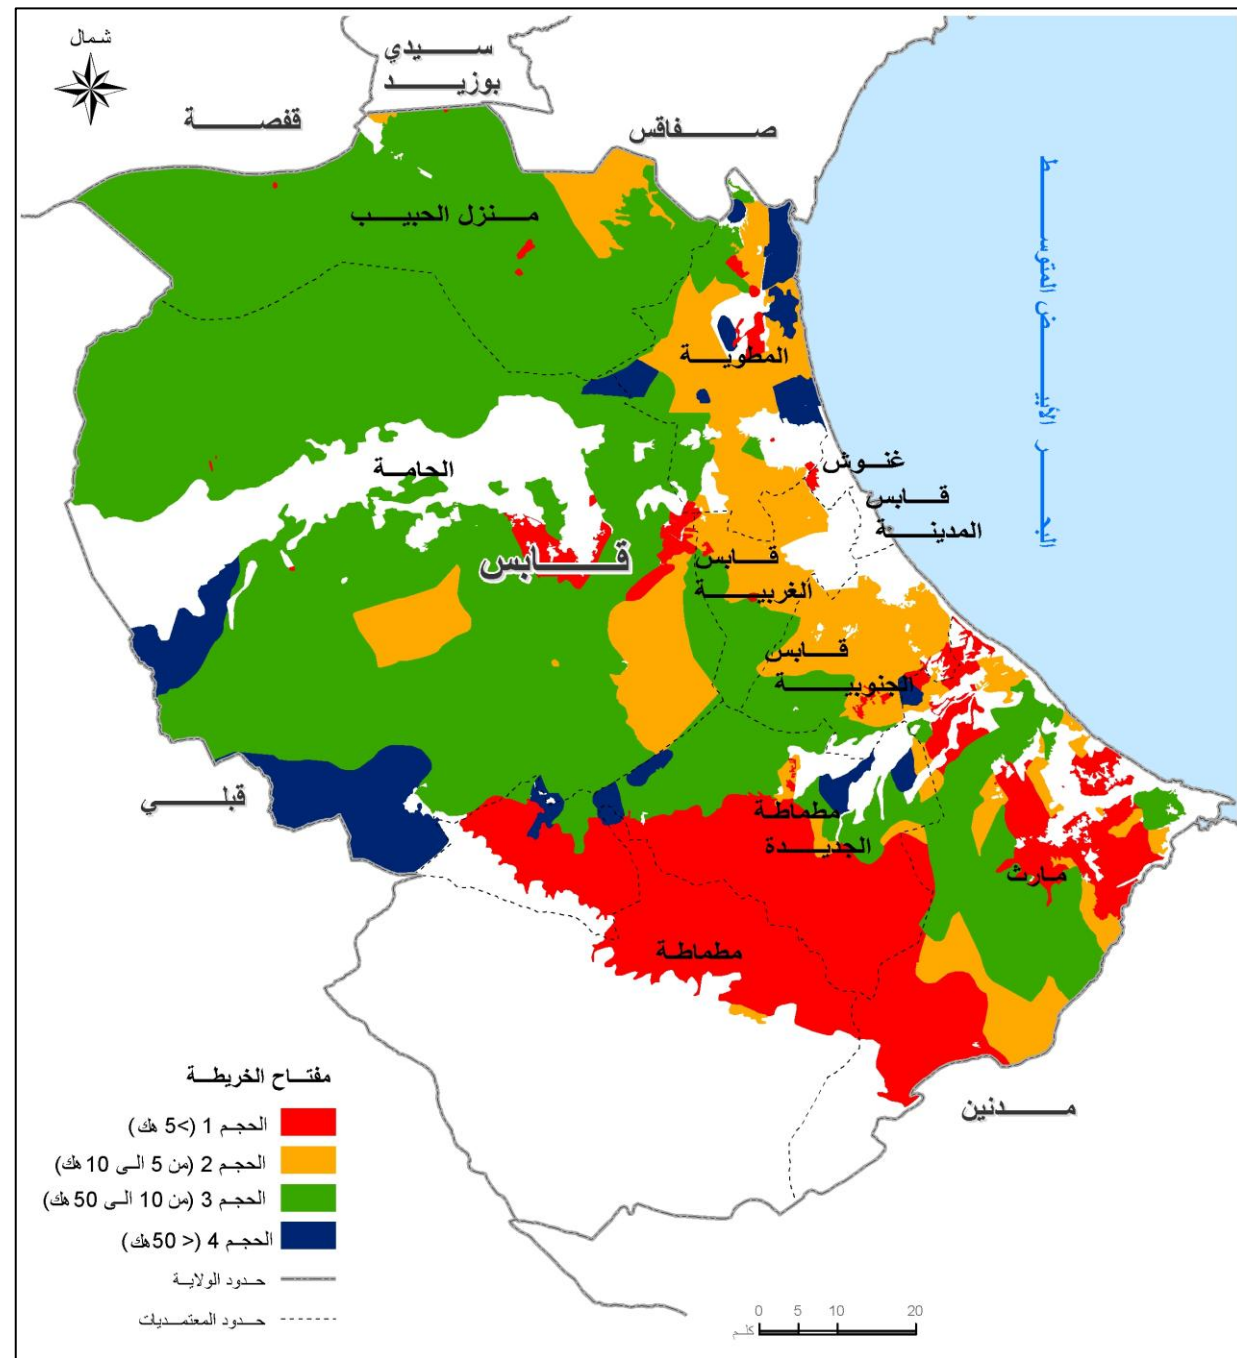 شمال
سيدي
بوزيد
قفصة
صفاقس
منزل الحبيب
البحر الأبيض المتوسط
المطوية
الحامة
غنوش
قابس
المدينة
قابس
قابس
الغربية
قابس
الجنوبية
قبلي
مطماطة
الجديدة
مارث
مطماطة
مدنين
مفتاح الخريطة
الحجم 1 (>5 هك)
الحجم 2 (من 5 الى 10 هك)
الحجم 3 (من 10 الى 50 هك)
الحجم 4 (< 50 هك)
حدود الولاية
حدود المعتمديات
0 5 10 20
كلم